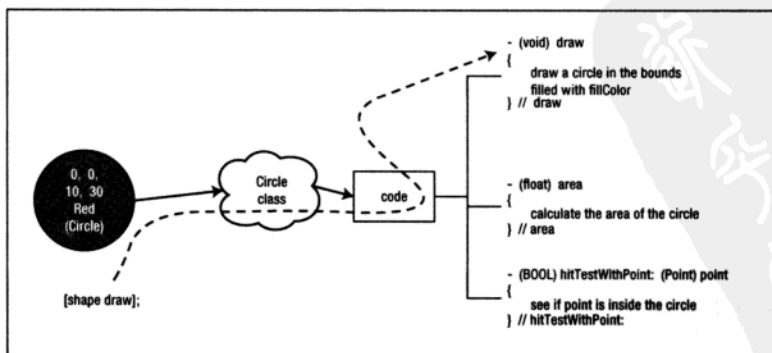 0, 0,
10, 30
Red
(Circle)
[shape draw];
Circle
class
code
- (void) draw
{
draw a circle in the bounds
filled with fillColor
} // draw
- (float) area
{
calculate the area of the circle
} // area
- (BOOL) hitTestWithPoint: (Point) point
{
see if point is inside the circle
} // hitTestWithPoint: